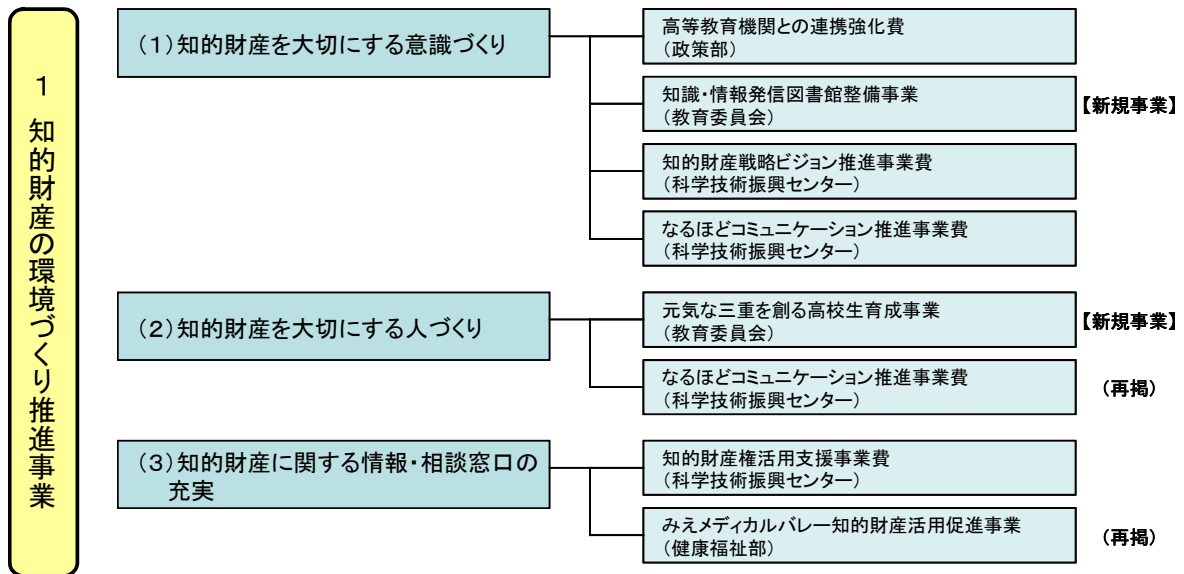 1 知的財産の環境づくり推進事業
(1)知的財産を大切にする意識づくり
高等教育機関との連携強化費
(政策部)
知識・情報発信図書館整備事業
(教育委員会)
【新規事業】
知的財産戦略ビジョン推進事業費
(科学技術振興センター)
なるほどコミュニケーション推進事業費
(科学技術振興センター)
(2)知的財産を大切にする人づくり
元気な三重を創る高校生育成事業
(教育委員会)
【新規事業】
なるほどコミュニケーション推進事業費
(科学技術振興センター)
(再掲)
(3)知的財産に関する情報・相談窓口の
充実
知的財産権活用支援事業費
(科学技術振興センター)
みえメディカルバレー知的財産活用促進事業
(健康福祉部)
(再掲)